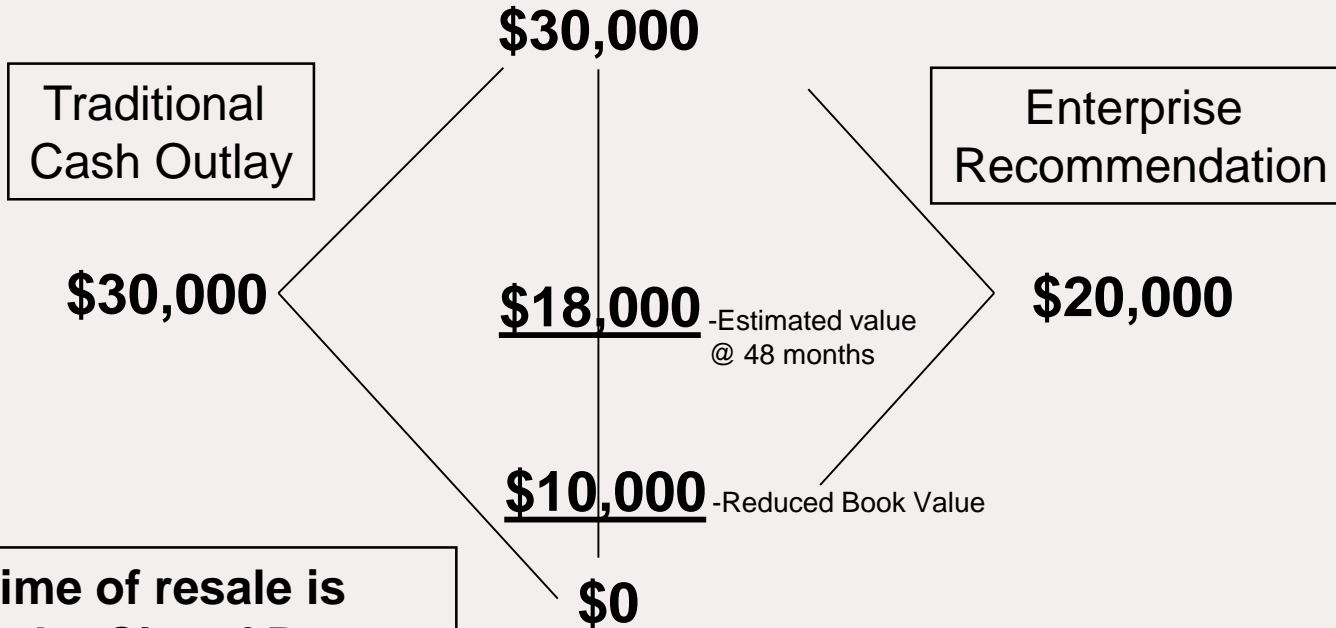 $30,000
Traditional
Cash Outlay
Enterprise
Recommendation
$30,000
$18,000 -Estimated value
@ 48 months
$20,000
$10,000 -Reduced Book Value
$0
ime of resale is